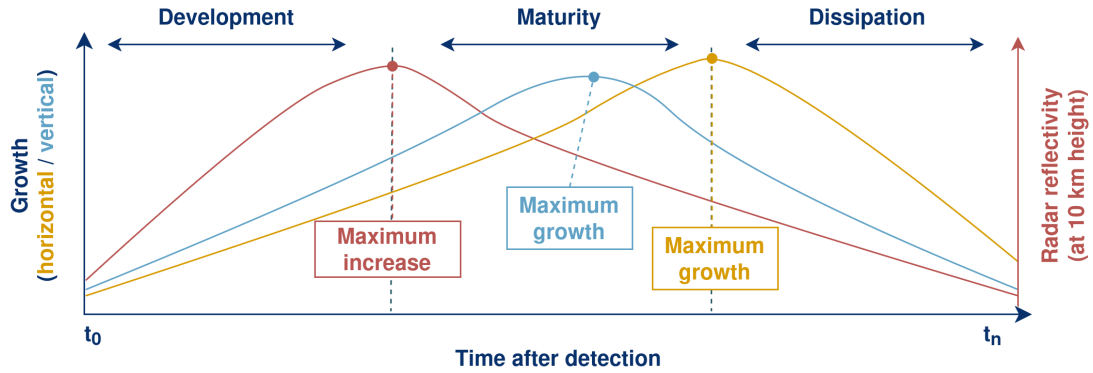 Development
Maturity
Dissipation
Growth
(horizontal / vertical)
Radar reflectivity
(at 10 km height)
Maximum
increase
Maximum
growth
Maximum
growth
t0
tn
Time after detection